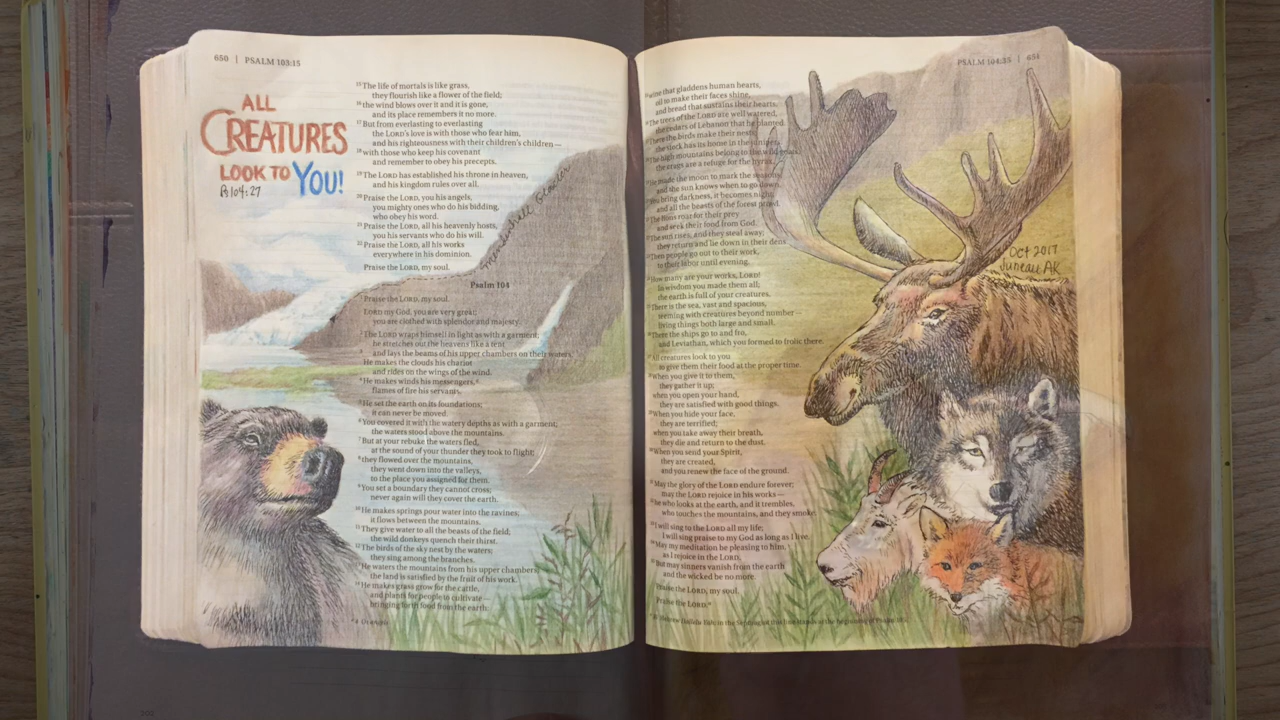 650 | PSALM 103:15
ALL
CREATURES
LOOK TO YOU!
Ps 104:27
15 The life of mortals is like grass,
they flourish like a flower of the field;
16 the wind blows over it and it is gone,
and its place remembers it no more.
17 But from everlasting to everlasting
the LORD's love is with those who fear him,
and his righteousness with their children's children—
18 with those who keep his covenant
and remember to obey his precepts.
19 The LORD has established his throne in heaven,
and his kingdom rules over all.
20 Praise the LORD, you his angels,
you mighty ones who do his bidding,
who obey his word.
21 Praise the LORD, all his heavenly hosts,
you his servants who do his will.
22 Praise the LORD, all his works
everywhere in his dominion.
Praise the LORD, my soul.
Mendenhall Glacier
Psalm 104
1 Praise the LORD, my soul.
LORD my God, you are very great;
you are clothed with splendor and majesty.
2 The LORD wraps himself in light as with a garment;
he stretches out the heavens like a tent
3 and lays the beams of his upper chambers on their waters.
He makes the clouds his chariot
and rides on the wings of the wind.
4 He makes winds his messengers,
flames of fire his servants.
5 He set the earth on its foundations;
it can never be moved.
6 You covered it with the watery depths as with a garment;
the waters stood above the mountains.
7 But at your rebuke the waters fled,
at the sound of your thunder they took to flight;
8 they flowed over the mountains,
they went down into the valleys,
to the place you assigned for them.
9 You set a boundary they cannot cross;
never again will they cover the earth.
10 He makes springs pour water into the ravines;
it flows between the mountains.
11 They give water to all the beasts of the field;
the wild donkeys quench their thirst.
12 The birds of the sky nest by the waters;
they sing among the branches.
13 He waters the mountains from his upper chambers;
the land is satisfied by the fruit of his work.
14 He makes grass grow for the cattle,
and plants for people to cultivate—
bringing forth food from the earth:
PSALM 104:35 | 651
15 wine that gladdens human hearts,
oil to make their faces shine,
and bread that sustains their hearts.
16 The trees of the LORD are well watered,
the cedars of Lebanon that he planted.
17 There the birds make their nests;
the stork has its home in the junipers.
18 The high mountains belong to the wild goats;
the crags are a refuge for the hyrax.
19 He made the moon to mark the seasons,
and the sun knows when to go down.
20 You bring darkness, it becomes night,
and all the beasts of the forest prowl.
21 The lions roar for their prey
and seek their food from God.
22 The sun rises, and they steal away;
they return and lie down in their dens.
23 Then people go out to their work,
to their labor until evening.
24 How many are your works, LORD!
In wisdom you made them all;
the earth is full of your creatures.
25 There is the sea, vast and spacious,
teeming with creatures beyond number—
living things both large and small.
26 There the ships go to and fro,
and Leviathan, which you formed to frolic there.
27 All creatures look to you
to give them their food at the proper time.
28 When you give it to them,
they gather it up;
when you open your hand,
they are satisfied with good things.
29 When you hide your face,
they are terrified;
when you take away their breath,
they die and return to the dust.
30 When you send your Spirit,
they are created,
and you renew the face of the ground.
31 May the glory of the LORD endure forever;
may the LORD rejoice in his works—
32 he who looks at the earth, and it trembles,
who touches the mountains, and they smoke.
33 I will sing to the LORD all my life;
I will sing praise to my God as long as I live.
34 May my meditation be pleasing to him,
as I rejoice in the LORD.
35 But may sinners vanish from the earth
and the wicked be no more.
Praise the LORD, my soul.
Praise the LORD.
Oct 2017
Juneau AK